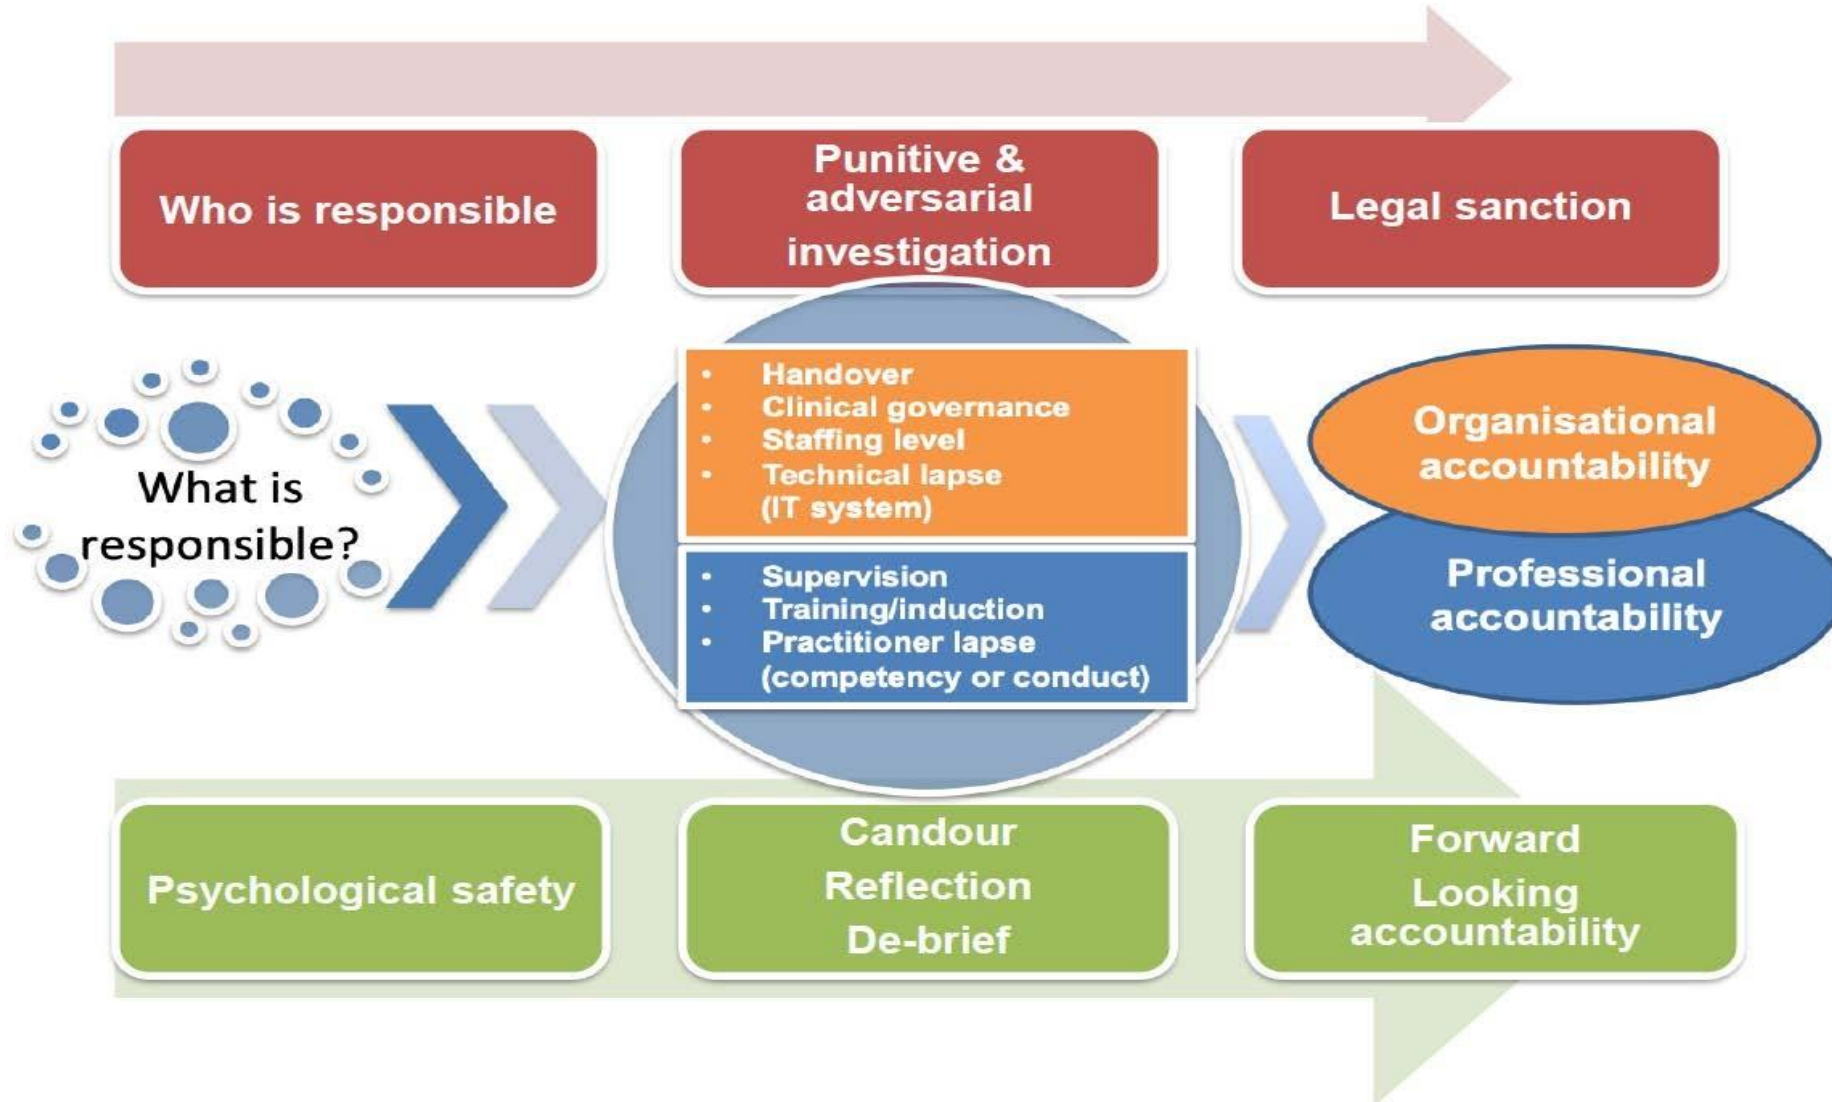 Who is responsible
Punitive &
adversarial
investigation
Legal sanction
What is
responsible?
• Handover
• Clinical governance
• Staffing level
• Technical lapse
(IT system)
• Supervision
• Training/induction
• Practitioner lapse
(competency or conduct)
Organisational
accountability
Professional
accountability
Psychological safety
Candour
Reflection
De-brief
Forward
Looking
accountability